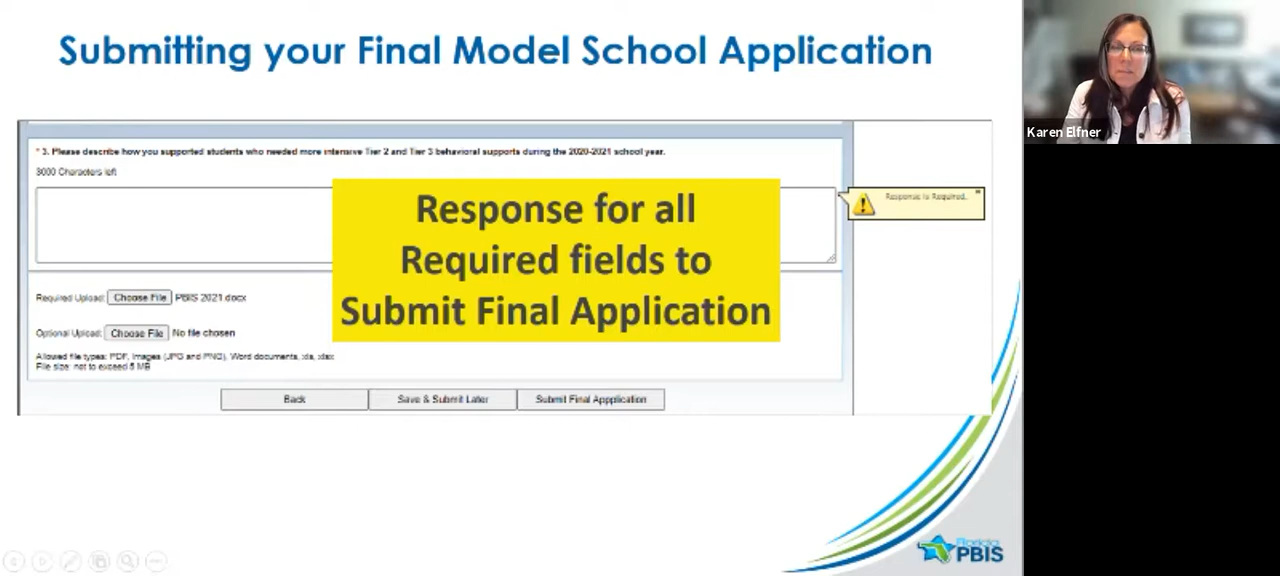 Submitting your Final Model School Application
Karen Elfner
* 3. Please describe how you supported students who needed more intensive Tier 2 and Tier 3 behavioral supports during the 2020-2021 school year.
3000 Characters left
Response is Required.
Response for all
Required fields to
Submit Final Application
Required Upload: Choose File PBIS 2021.docx
Optional Upload: Choose File No file chosen
Allowed file types: PDF, Images (JPG and PNG), Word documents, .xls, .xlsx
File size: not to exceed 5 MB
Back
Save & Submit Later
Submit Final Appplication
Florida
PBIS